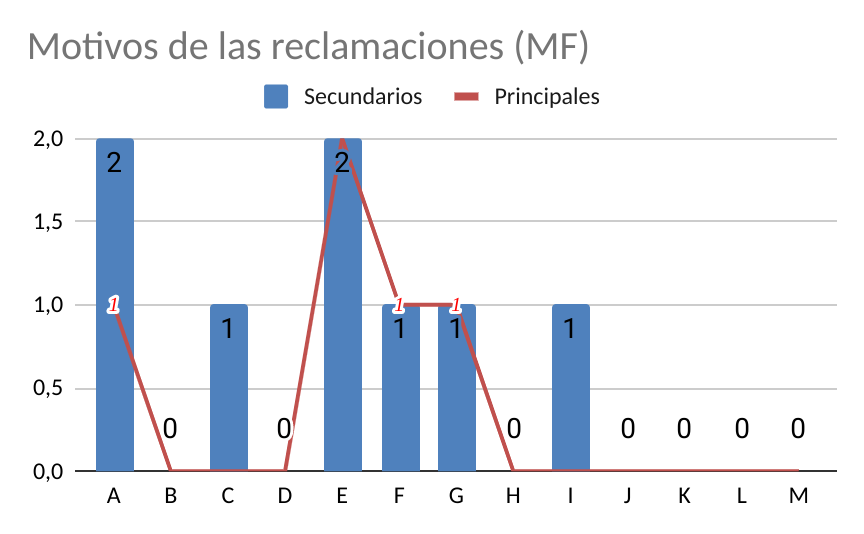 Motivos de las reclamaciones (MF)
Secundarios Principales
2,0
2 2
1,5
1,0
1 1 1
1 1 1 1
0,5
0 0 0 0 0 0 0
0,0
A B C D E F G H I J K L M